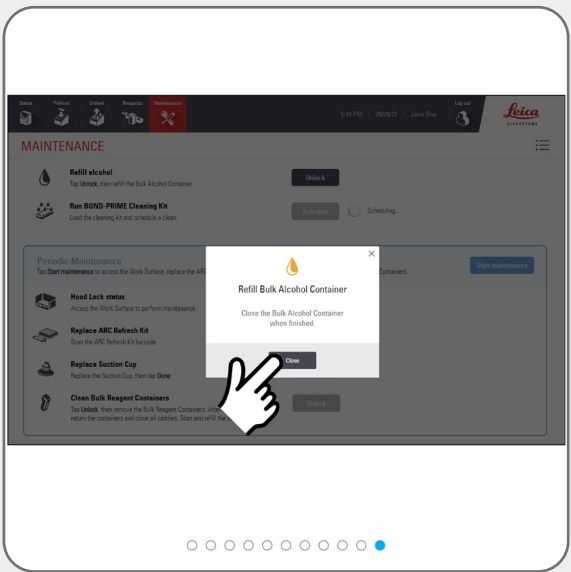 Status Preload Unload Reagents Maintenance
5:44 PM | 28/09/21 | Jane Doe
Log out
Leica
BIOSYSTEMS
MAINTENANCE
Refill alcohol
Tap Unlock, then refill the Bulk Alcohol Container.
Unlock
Run BOND-PRIME Cleaning Kit
Load the cleaning kit and schedule a clean.
Schedule
Scheduling...
Periodic Maintenance
Tap Start maintenance to access the Work Surface, replace the ARC
Containers.
Start maintenance
Hood Lock status
Access the Work Surface to perform maintenance.
Replace ARC Refresh Kit
Scan the ARC Refresh Kit barcode.
Replace Suction Cup
Replace the Suction Cup, then tap Done.
Clean Bulk Reagent Containers
Tap Unlock, then remove the Bulk Reagent Containers. After
return the containers and close all caddies. Scan and refill the
Unlock
Refill Bulk Alcohol Container
Close the Bulk Alcohol Container
when finished.
Close